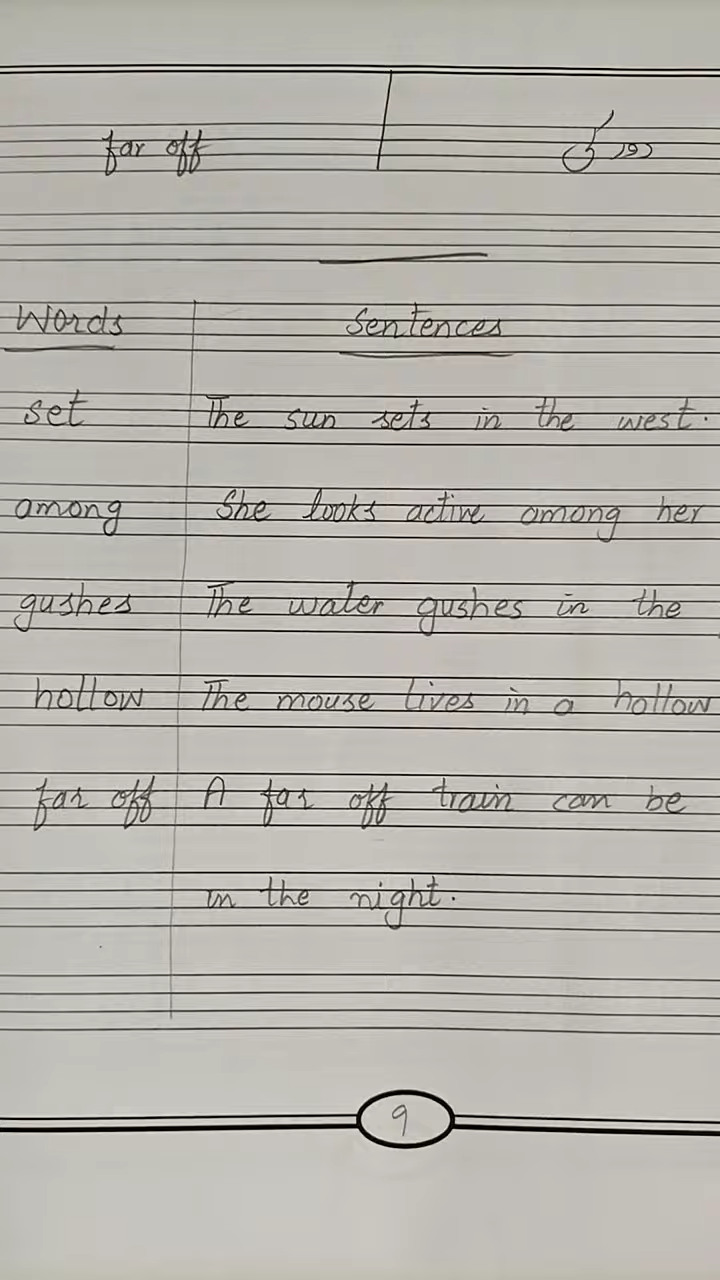 far off دور کی
Words Sentences
set The sun sets in the west.
among She looks active among her
gushes The water gushes in the
hollow The mouse lives in a hollow
far off A far off train can be
in the night.
9